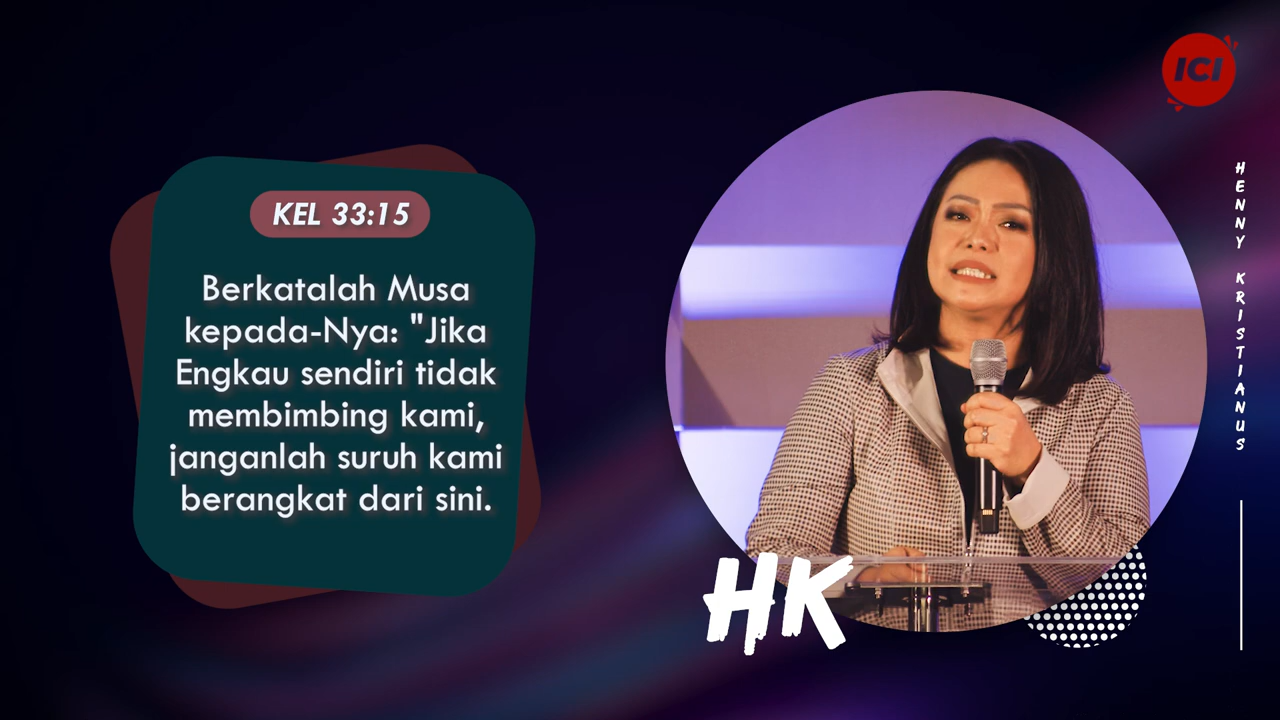 KEL 33:15
Berkatalah Musa
kepada-Nya: "Jika
Engkau sendiri tidak
membimbing kami,
janganlah suruh kami
berangkat dari sini.
ICI
HK
HENNY KRISTIANUS